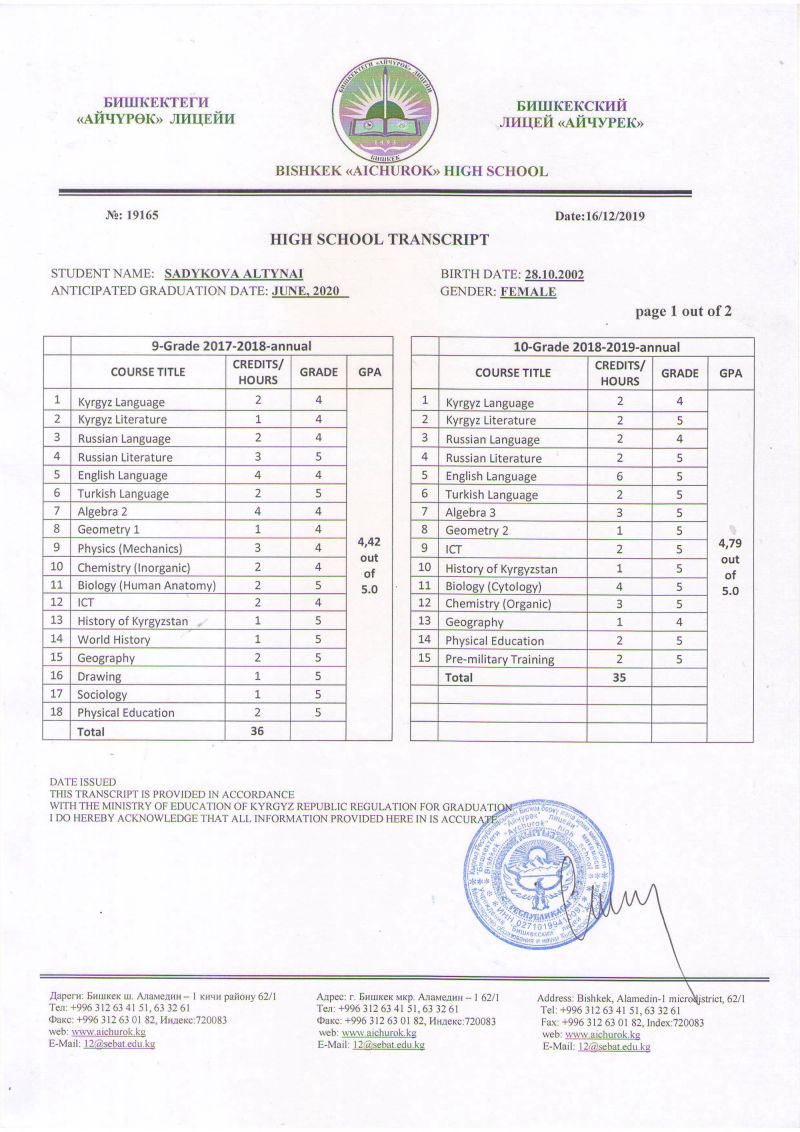 БИШКЕКТЕГИ
«АЙЧҮРӨК» ЛИЦЕЙИ
БИШКЕКТЕГИ «АЙЧҮРӨК» ЛИЦЕЙИ
1993
БИШКЕК
БИШКЕКСКИЙ
ЛИЦЕЙ «АЙЧУРЕК»
BISHKEK «AICHUROK» HIGH SCHOOL
№: 19165 Date:16/12/2019
HIGH SCHOOL TRANSCRIPT
STUDENT NAME: SADYKOVA ALTYNAI BIRTH DATE: 28.10.2002
ANTICIPATED GRADUATION DATE: JUNE, 2020 GENDER: FEMALE
page 1 out of 2
9-Grade 2017-2018-annual
COURSE TITLE CREDITS/HOURS GRADE GPA
1 Kyrgyz Language 2 4
2 Kyrgyz Literature 1 4
3 Russian Language 2 4
4 Russian Literature 3 5
5 English Language 4 4
6 Turkish Language 2 5
7 Algebra 2 4 4
8 Geometry 1 1 4
9 Physics (Mechanics) 3 4
10 Chemistry (Inorganic) 2 4
11 Biology (Human Anatomy) 2 5
12 ICT 2 4
13 History of Kyrgyzstan 1 5
14 World History 1 5
15 Geography 2 5
16 Drawing 1 5
17 Sociology 1 5
18 Physical Education 2 5
Total 36
4,42
out
of
5.0
10-Grade 2018-2019-annual
COURSE TITLE CREDITS/HOURS GRADE GPA
1 Kyrgyz Language 2 4
2 Kyrgyz Literature 2 5
3 Russian Language 2 4
4 Russian Literature 2 5
5 English Language 6 5
6 Turkish Language 2 5
7 Algebra 3 3 5
8 Geometry 2 1 5
9 ICT 2 5
10 History of Kyrgyzstan 1 5
11 Biology (Cytology) 4 5
12 Chemistry (Organic) 3 5
13 Geography 1 4
14 Physical Education 2 5
15 Pre-military Training 2 5
Total 35
4,79
out
of
5.0
DATE ISSUED
THIS TRANSCRIPT IS PROVIDED IN ACCORDANCE
WITH THE MINISTRY OF EDUCATION OF KYRGYZ REPUBLIC REGULATION FOR GRADUATION
I DO HEREBY ACKNOWLEDGE THAT ALL INFORMATION PROVIDED HERE IN IS ACCURATE
Bishkek "Aychurok" high school
Дареги: Бишкек ш. Аламедин – 1 кичи району 62/1
Тел: +996 312 63 41 51, 63 32 61
Факс: +996 312 63 01 82, Индекс:720083
web: www.aichurok.kg
E-Mail: 12@sebat.edu.kg
Адрес: г. Бишкек мкр. Аламедин – 1 62/1
Тел: +996 312 63 41 51, 63 32 61
Факс: +996 312 63 01 82, Индекс:720083
web: www.aichurok.kg
E-Mail: 12@sebat.edu.kg
Address: Bishkek, Alamedin-1 microdistrict, 62/1
Tel: +996 312 63 41 51, 63 32 61
Fax: +996 312 63 01 82, Index:720083
web: www.aichurok.kg
E-Mail: 12@sebat.edu.kg